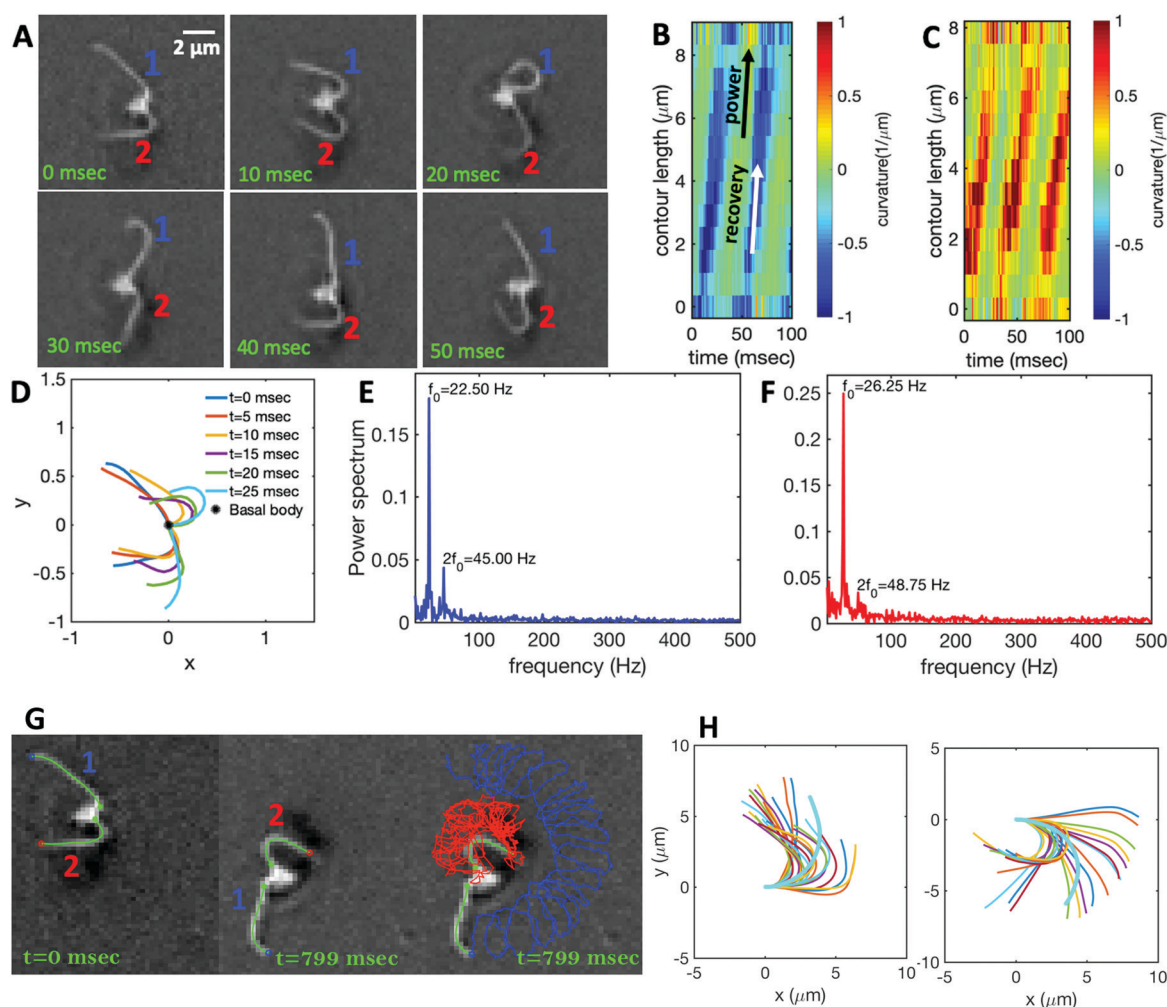 A
2 μm
1
2
0 msec
1
2
10 msec
1
2
20 msec
1
2
30 msec
1
2
40 msec
1
2
50 msec
B
contour length (μm)
8
6
4
2
0
power
recovery
0 50 100
time (msec)
1
0.5
0
-0.5
-1
curvature(1/μm)
C
contour length (μm)
8
6
4
2
0
0 50 100
time (msec)
1
0.5
0
-0.5
-1
curvature(1/μm)
D
1.5
1
0.5
0
-0.5
-1
y
-1 0 1
x
t=0 msec
t=5 msec
t=10 msec
t=15 msec
t=20 msec
t=25 msec
Basal body
E
Power spectrum
0.15
0.1
0.05
0
f0=22.50 Hz
2f0=45.00 Hz
100 200 300 400 500
frequency (Hz)
F
0.25
0.2
0.15
0.1
0.05
0
f0=26.25 Hz
2f0=48.75 Hz
100 200 300 400 500
frequency (Hz)
G
1
2
t=0 msec
2
1
t=799 msec
t=799 msec
H
10
5
0
-5
y (μm)
-5 0 5 10
x (μm)
5
0
-5
-10
-5 0 5 10
x (μm)